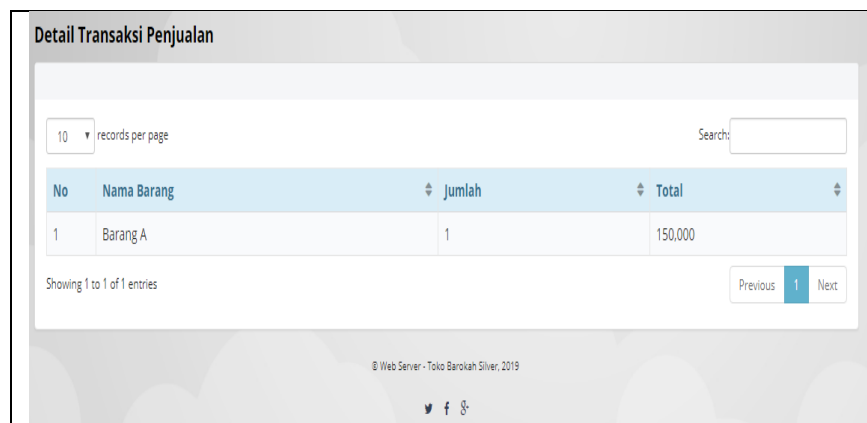 Detail Transaksi Penjualan
10 records per page Search:
No Nama Barang Jumlah Total
1 Barang A 1 150,000
Showing 1 to 1 of 1 entries Previous 1 Next
© Web Server - Toko Barokah Silver, 2019